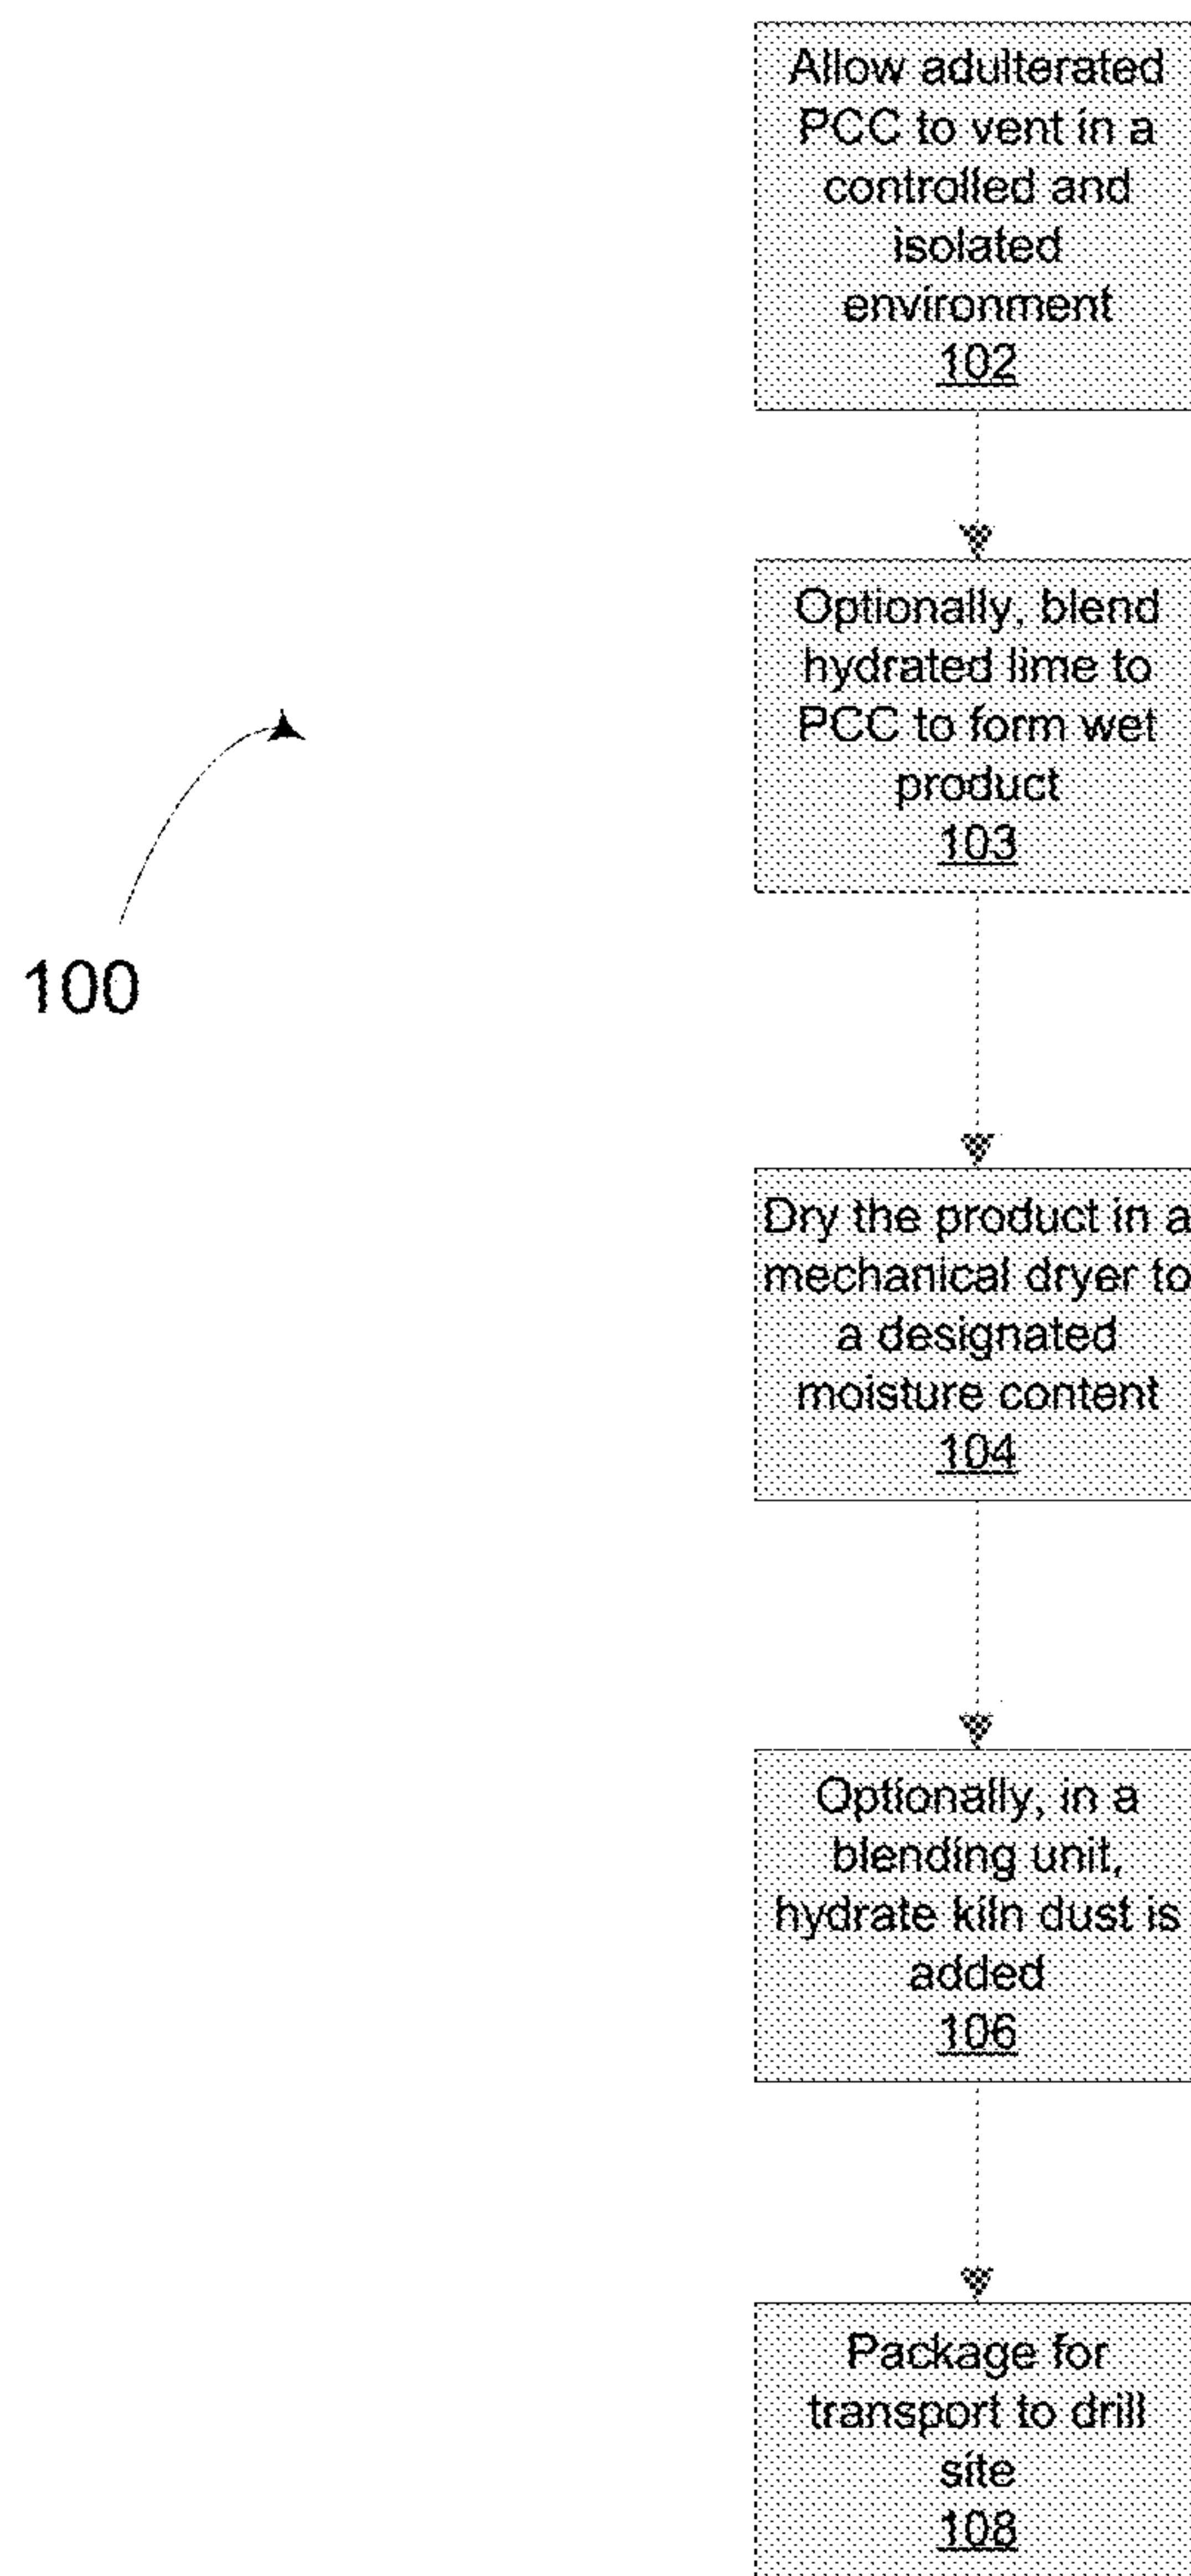 Allow adulterated
PCC to vent in a
controlled and
isolated
environment
102
Optionally, blend
hydrated lime to
PCC to form wet
product
103
100
Dry the product in a
mechanical dryer to
a designated
moisture content
104
Optionally, in a
blending unit,
hydrate kiln dust is
added
106
Package for
transport to drill
site
108